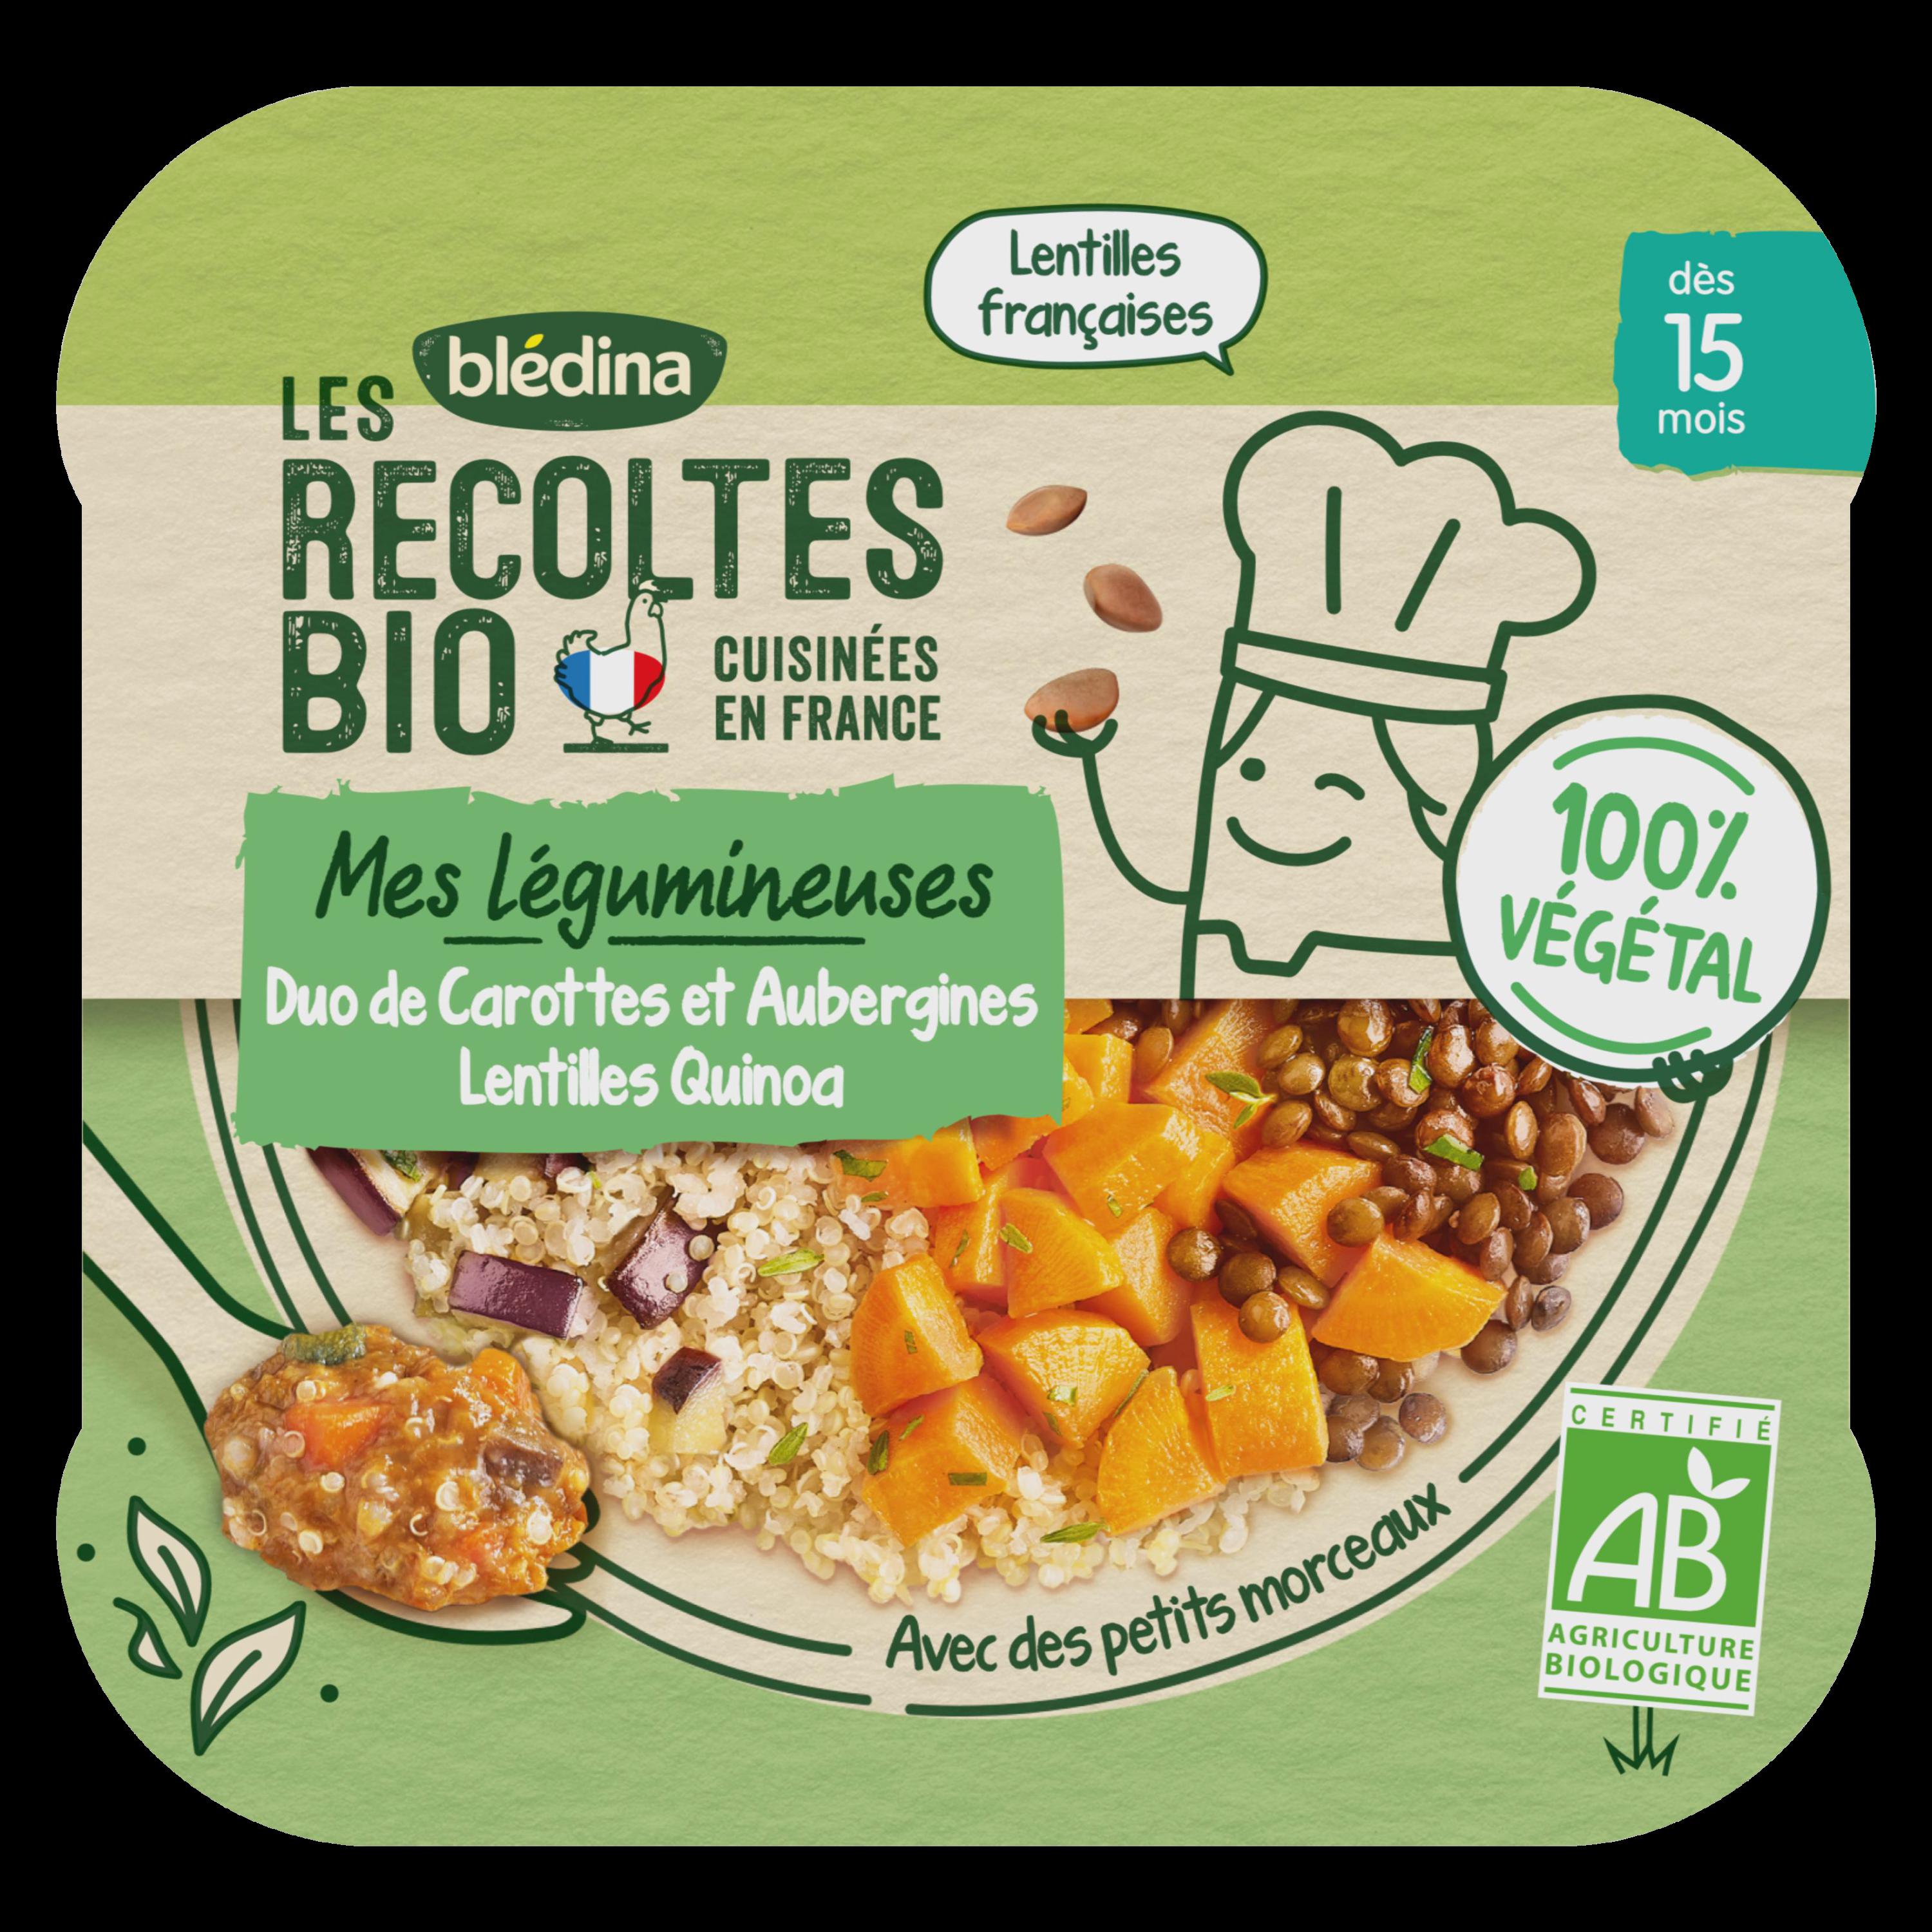 Lentilles
françaises
dès
15
mois
blédina
LES
RECOLTES
BIO
CUISINÉES
EN FRANCE
100%
VÉGÉTAL
Mes Légumineuses
Duo de Carottes et Aubergines
Lentilles Quinoa
Avec des petits morceaux
CERTIFIÉ
AB
AGRICULTURE
BIOLOGIQUE